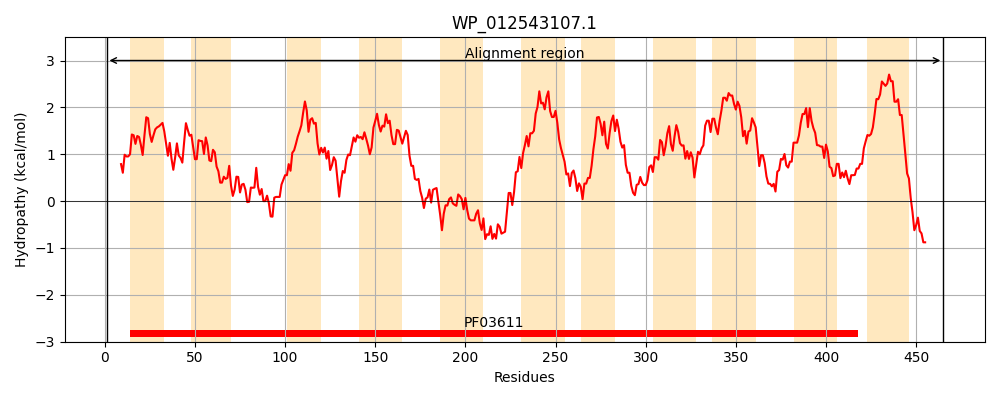 WP_012543107.1
Alignment region
Hydropathy (kcal/mol)
3
2
1
0
−1
−2
−3
PF03611
0 50 100 150 200 250 300 350 400 450
Residues